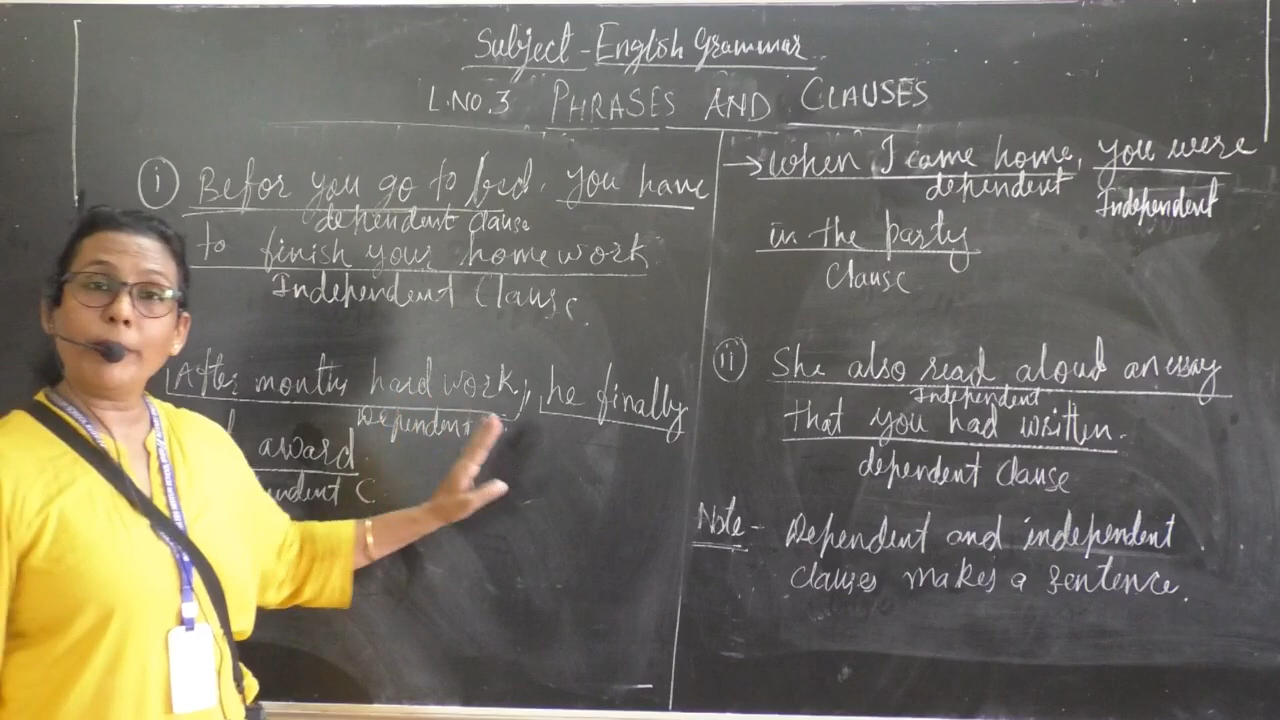 Subject - English Grammar
L.NO.3 PHRASES AND CLAUSES
(i) Befor you go to bed, you have
dependent Clause
to finish your homework
Independent Clause.
After months hard work, he finally
Dependent
award.
C
→ When I came home, you were
dependent Independent
in the party
Clause
(ii) She also read aloud an essay
Independent
that you had written.
dependent Clause
Note - Dependent and independent
clauses makes a sentence.